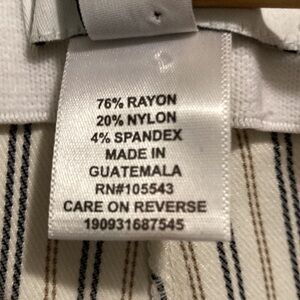 76% RAYON
20% NYLON
4% SPANDEX
MADE IN
GUATEMALA
RN#105543
CARE ON REVERSE
190931687545